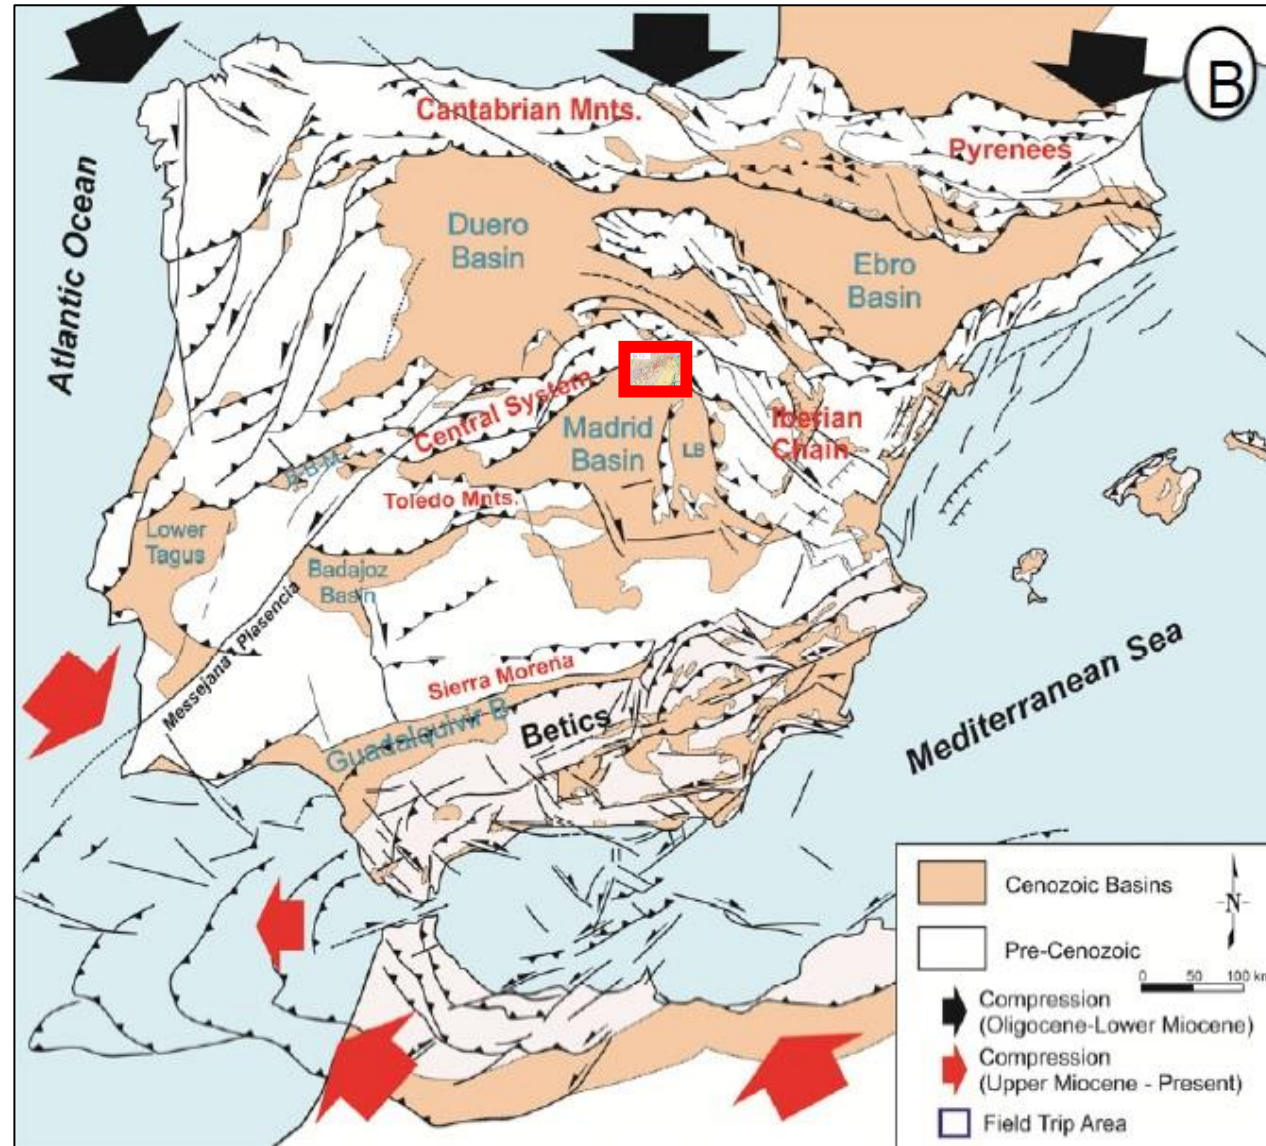 B
Cantabrian Mnts.
Pyrenees
Atlantic Ocean
Duero
Basin
Ebro
Basin
Central System
Madrid
Basin
LB
Iberian
Chain
Toledo Mnts.
Lower
Tagus
Badajoz
Basin
Messejana - Plasencia
Sierra Morena
Guadalquivir B
Betics
Mediterranean Sea
Cenozoic Basins
N
Pre-Cenozoic
0 50 100 km
Compression
(Oligocene-Lower Miocene)
Compression
(Upper Miocene - Present)
Field Trip Area